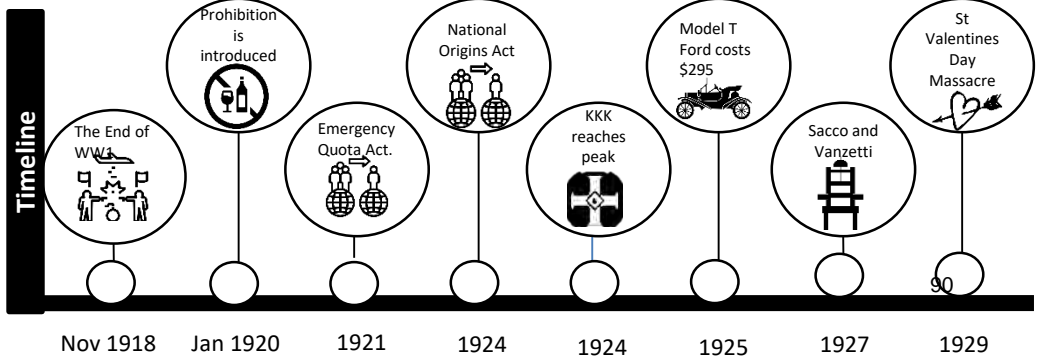 Timeline
The End of
WW1
Prohibition
is
introduced
Emergency
Quota Act.
National
Origins Act
KKK
reaches
peak
Model T
Ford costs
$295
Sacco and
Vanzetti
St
Valentines
Day
Massacre
90
Nov 1918
Jan 1920
1921
1924
1924
1925
1927
1929